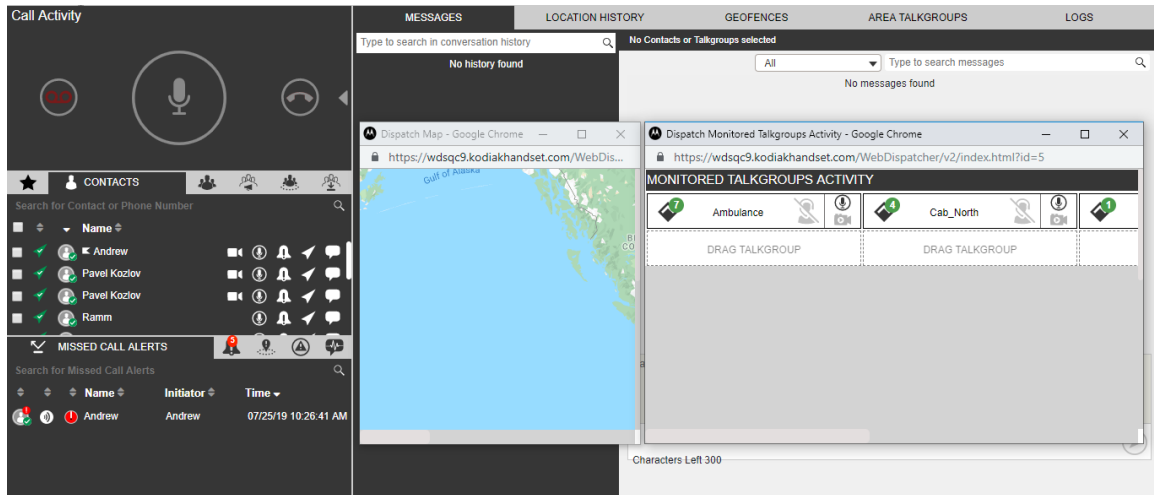 Call Activity
CONTACTS
Search for Contact or Phone Number
Name
Andrew
Pavel Kozlov
Pavel Kozlov
Ramm
MISSED CALL ALERTS
5
Search for Missed Call Alerts
Name Initiator Time
Andrew Andrew 07/25/19 10:26:41 AM
MESSAGES LOCATION HISTORY GEOFENCES AREA TALKGROUPS LOGS
Type to search in conversation history
No history found
No Contacts or Talkgroups selected
All Type to search messages
No messages found
Dispatch Map - Google Chrome
https://wdsqc9.kodiakhandset.com/WebDis...
Gulf of Alaska
Dispatch Monitored Talkgroups Activity - Google Chrome
https://wdsqc9.kodiakhandset.com/WebDispatcher/v2/index.html?id=5
MONITORED TALKGROUPS ACTIVITY
7 Ambulance 4 Cab_North 1
DRAG TALKGROUP DRAG TALKGROUP
Characters Left 300